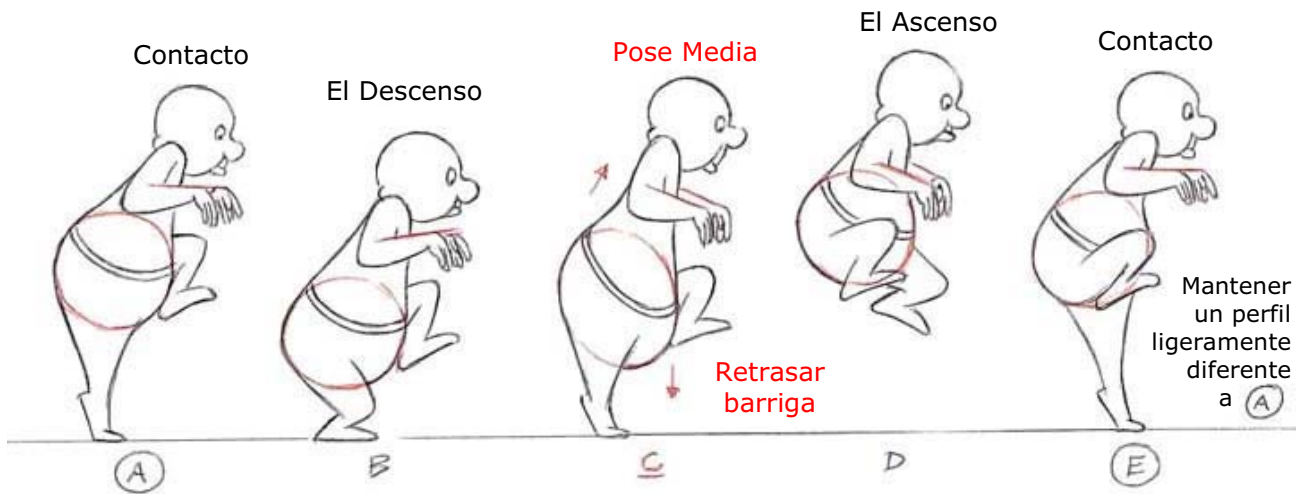 Contacto
El Descenso
Pose Media
El Ascenso
Contacto
Retrasar
barriga
Mantener
un perfil
ligeramente
diferente
a A
A
B
C
D
E